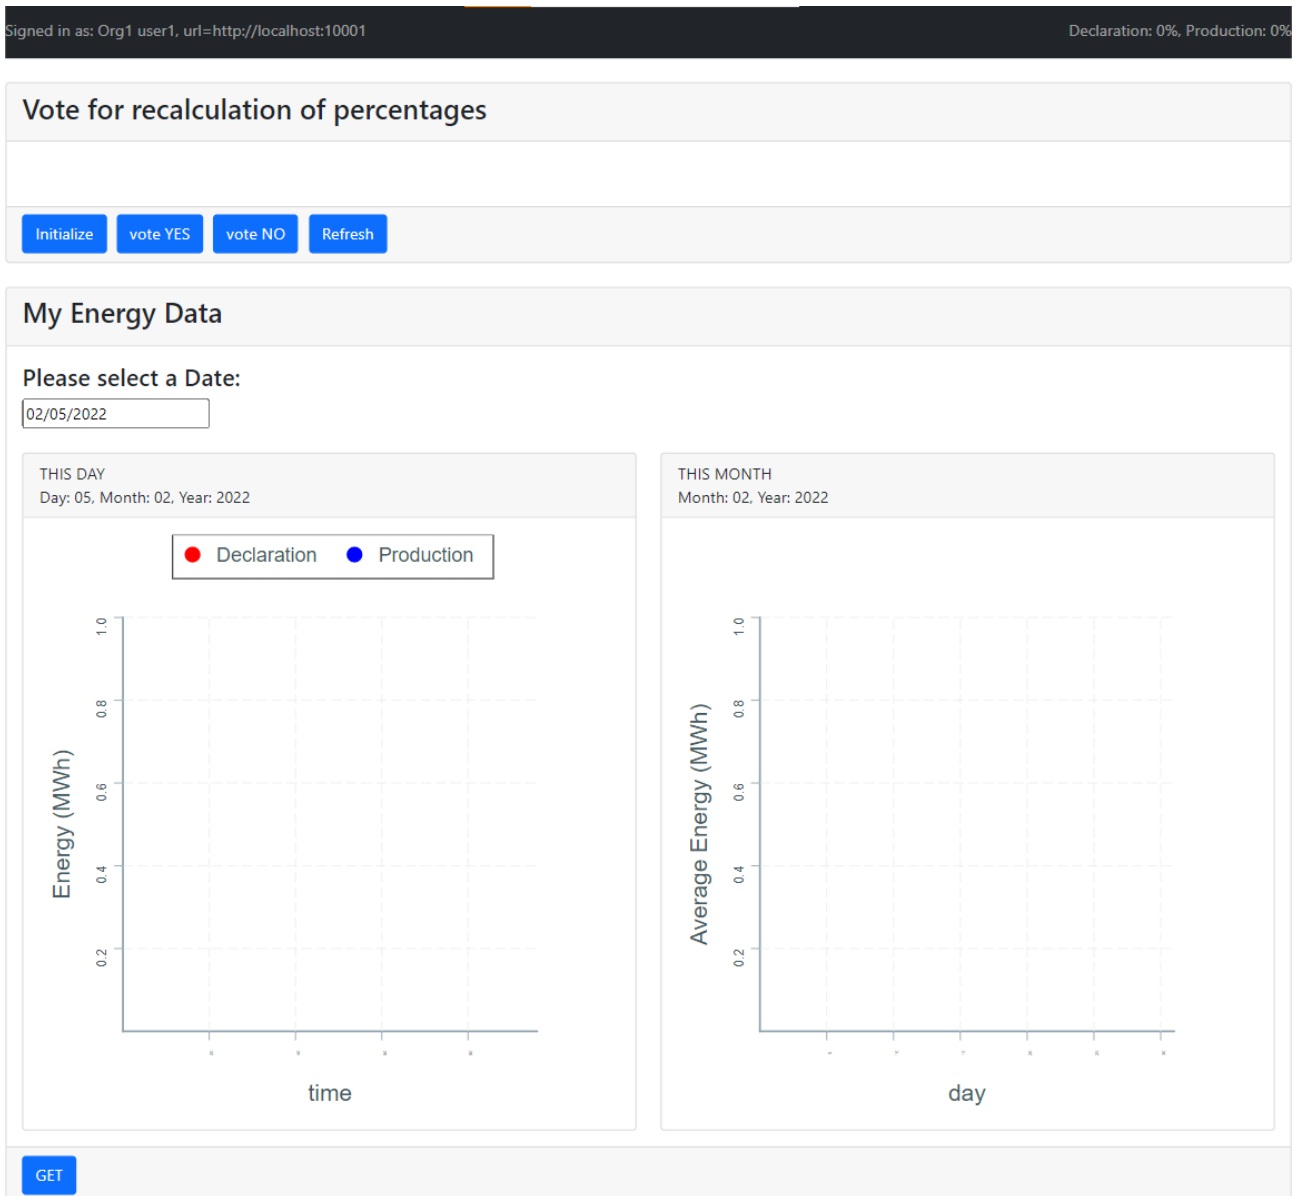 Signed in as: Org1 user1, url=http://localhost:10001
Declaration: 0%, Production: 0%
Vote for recalculation of percentages
Initialize
vote YES
vote NO
Refresh
My Energy Data
Please select a Date:
02/05/2022
THIS DAY
Day: 05, Month: 02, Year: 2022
Declaration
Production
1.0
0.8
0.6
0.4
0.2
Energy (MWh)
time
THIS MONTH
Month: 02, Year: 2022
1.0
0.8
0.6
0.4
0.2
Average Energy (MWh)
day
GET